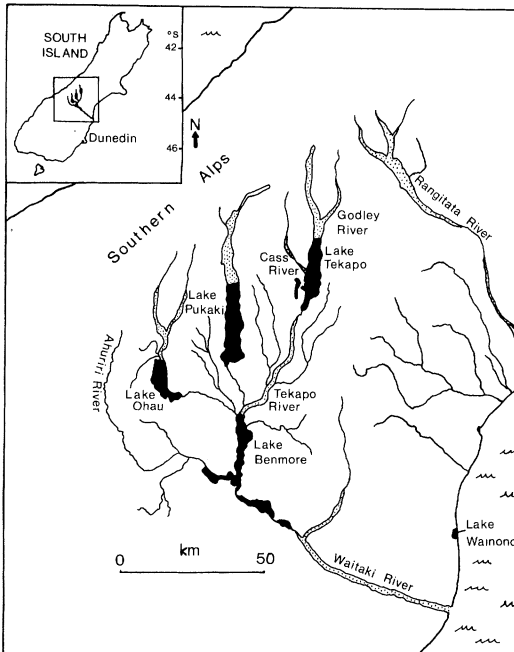 SOUTH
ISLAND
°S
42
44
46
Dunedin
N
Southern Alps
Rangitata River
Godley
River
Cass
River
Lake
Tekapo
Lake
Pukaki
Ahuriri River
Lake
Ohau
Tekapo
River
Lake
Benmore
Lake
Wainono
0 km 50
Waitaki River